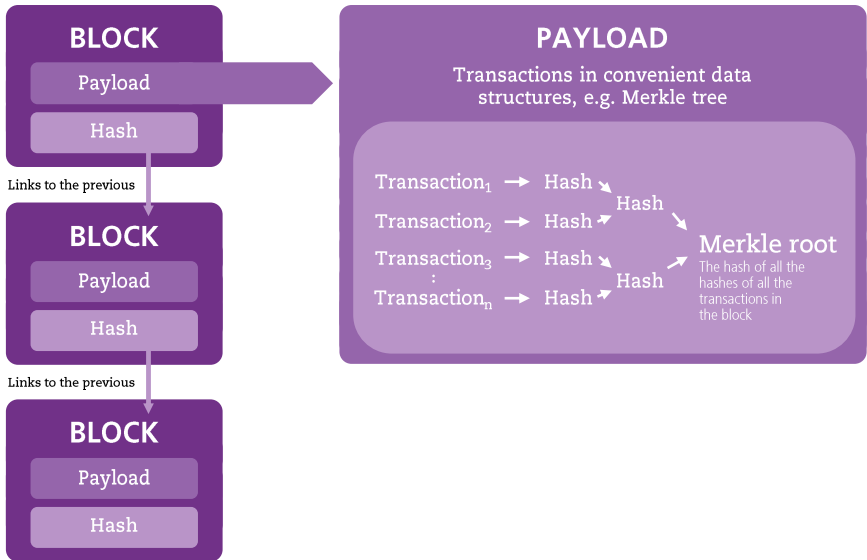 BLOCK
Payload
Hash
Links to the previous
BLOCK
Payload
Hash
Links to the previous
BLOCK
Payload
Hash
PAYLOAD
Transactions in convenient data
structures, e.g. Merkle tree
Transaction₁ → Hash
Transaction₂ → Hash
Hash
Transaction₃ → Hash
:
Transactionₙ → Hash
Hash
Merkle root
The hash of all the
hashes of all the
transactions in
the block